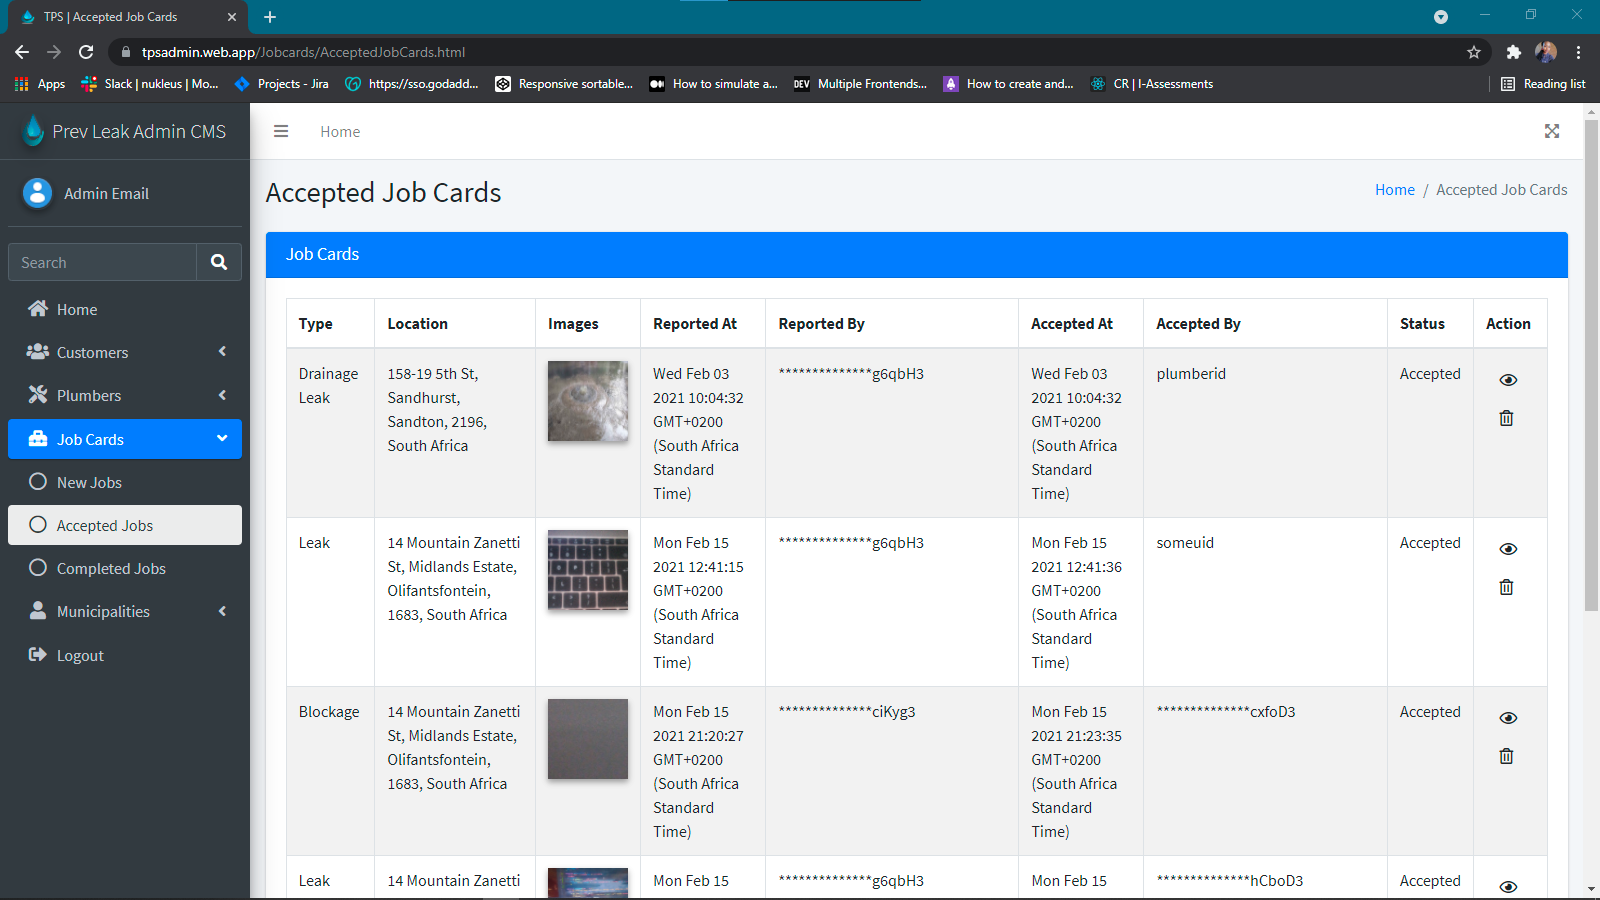 TPS | Accepted Job Cards
tpsadmin.web.app/Jobcards/AcceptedJobCards.html
Apps
Slack | nukleus | Mo...
Projects - Jira
https://sso.godadd...
Responsive sortable...
How to simulate a...
DEV
Multiple Frontends...
How to create and...
CR | I-Assessments
Reading list
Prev Leak Admin CMS
Home
Admin Email
Accepted Job Cards
Home / Accepted Job Cards
Search
Job Cards
Home
Customers
Plumbers
Job Cards
New Jobs
Accepted Jobs
Completed Jobs
Municipalities
Logout
Type Location Images Reported At Reported By Accepted At Accepted By Status Action
Drainage
Leak
158-19 5th St,
Sandhurst,
Sandton, 2196,
South Africa
Wed Feb 03
2021 10:04:32
GMT+0200
(South Africa
Standard
Time)
**************g6qbH3
Wed Feb 03
2021 10:04:32
GMT+0200
(South Africa
Standard
Time)
plumberid
Accepted
Leak
14 Mountain Zanetti
St, Midlands Estate,
Olifantsfontein,
1683, South Africa
Mon Feb 15
2021 12:41:15
GMT+0200
(South Africa
Standard
Time)
**************g6qbH3
Mon Feb 15
2021 12:41:36
GMT+0200
(South Africa
Standard
Time)
someuid
Accepted
Blockage
14 Mountain Zanetti
St, Midlands Estate,
Olifantsfontein,
1683, South Africa
Mon Feb 15
2021 21:20:27
GMT+0200
(South Africa
Standard
Time)
**************ciKyg3
Mon Feb 15
2021 21:23:35
GMT+0200
(South Africa
Standard
Time)
**************cxfoD3
Accepted
Leak
14 Mountain Zanetti
Mon Feb 15
**************g6qbH3
Mon Feb 15
**************hCboD3
Accepted